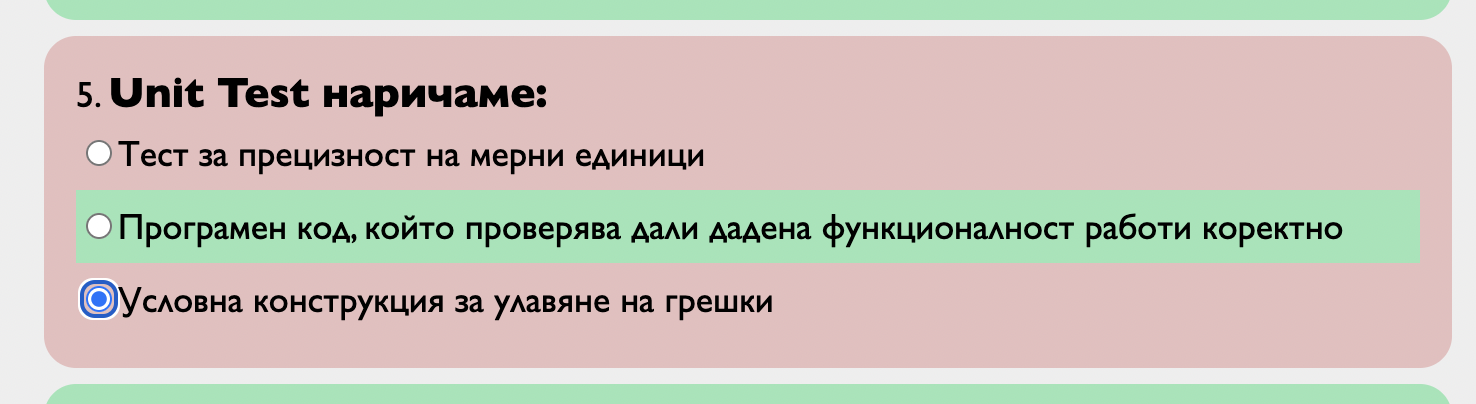 5. Unit Test наричаме:
Тест за прецизност на мерни единици
Програмен код, който проверява дали дадена функционалност работи коректно
Условна конструкция за улавяне на грешки